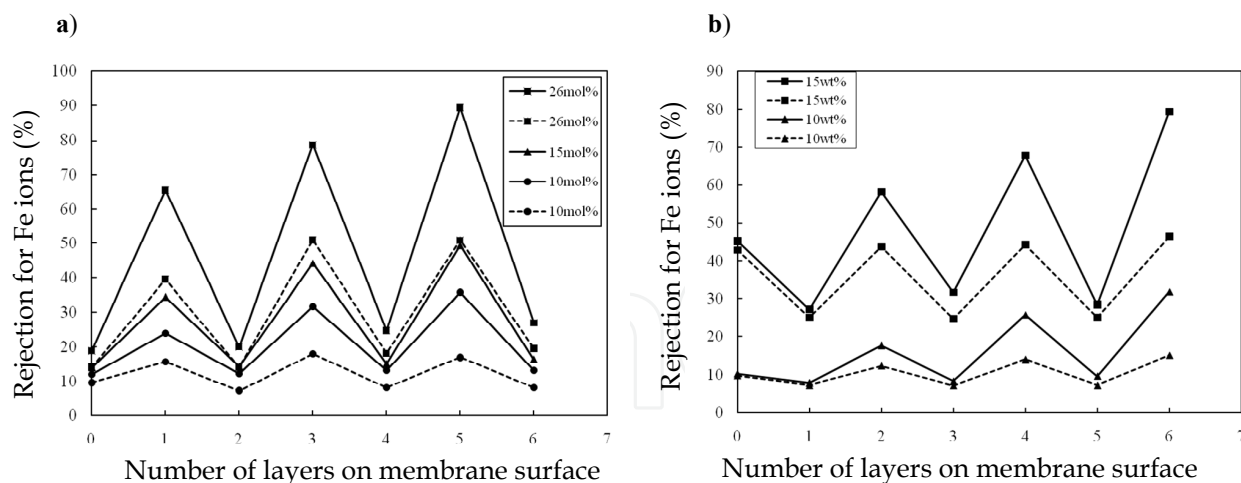 a)
Rejection for Fe ions (%)
100
90
80
70
60
50
40
30
20
10
0
0 1 2 3 4 5 6 7
26mol%
26mol%
15mol%
10mol%
10mol%
Number of layers on membrane surface
b)
Rejection for Fe ions (%)
90
80
70
60
50
40
30
20
10
0
0 1 2 3 4 5 6 7
15wt%
15wt%
10wt%
10wt%
Number of layers on membrane surface